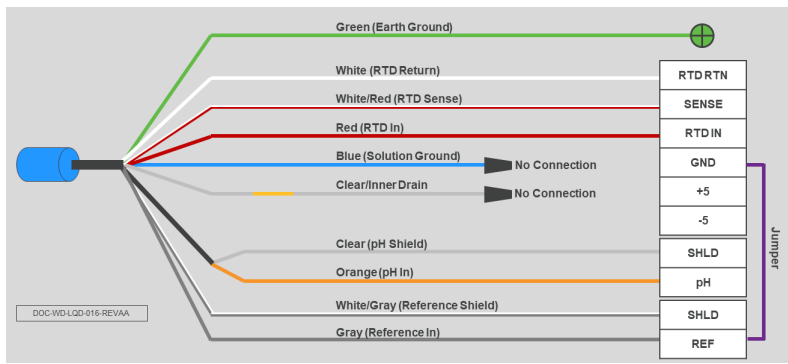 Green (Earth Ground)
White (RTD Return)
RTD RTN
White/Red (RTD Sense)
SENSE
Red (RTD In)
RTD IN
Blue (Solution Ground)
No Connection
GND
Clear/Inner Drain
No Connection
+5
-5
Jumper
Clear (pH Shield)
SHLD
Orange (pH In)
pH
White/Gray (Reference Shield)
SHLD
DOC-WD-LQD-016-REVAA
Gray (Reference In)
REF